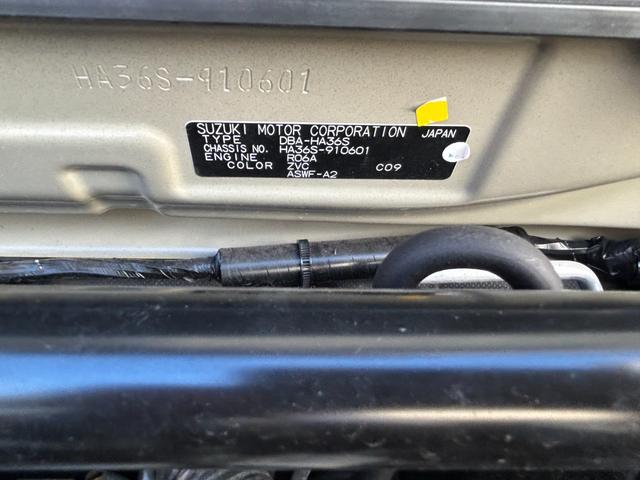 HA36S-910601
SUZUKI MOTOR CORPORATION JAPAN
TYPE DBA-HA36S
CHASSIS NO. HA36S-910601
ENGINE R06A
COLOR ZVC C09
ASWF-A2